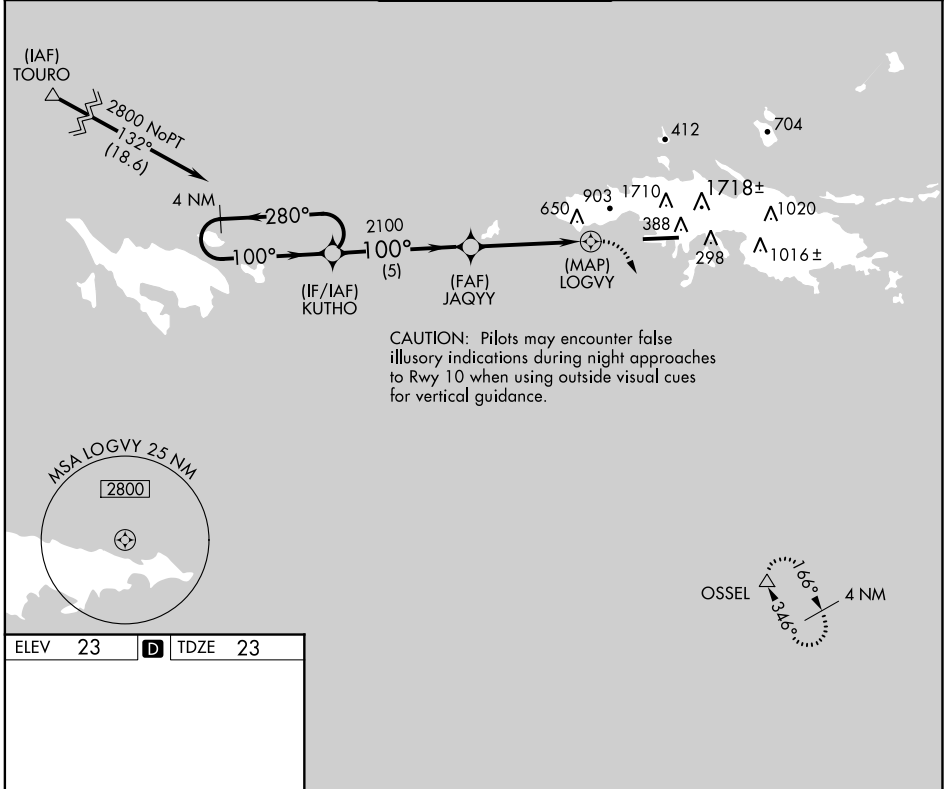 (IAF)
TOURO
2800 NoPT
132°
(18.6)
4 NM
280°
100°
2100
100°
(5)
(IF/IAF)
KUTHO
(FAF)
JAQYY
(MAP)
LOGVY
412
704
650
903
1710
1718±
388
298
1020
1016±
CAUTION: Pilots may encounter false
illusory indications during night approaches
to Rwy 10 when using outside visual cues
for vertical guidance.
MSA LOGVY 25 NM
2800
OSSEL
166°
346°
4 NM
ELEV 23 D TDZE 23